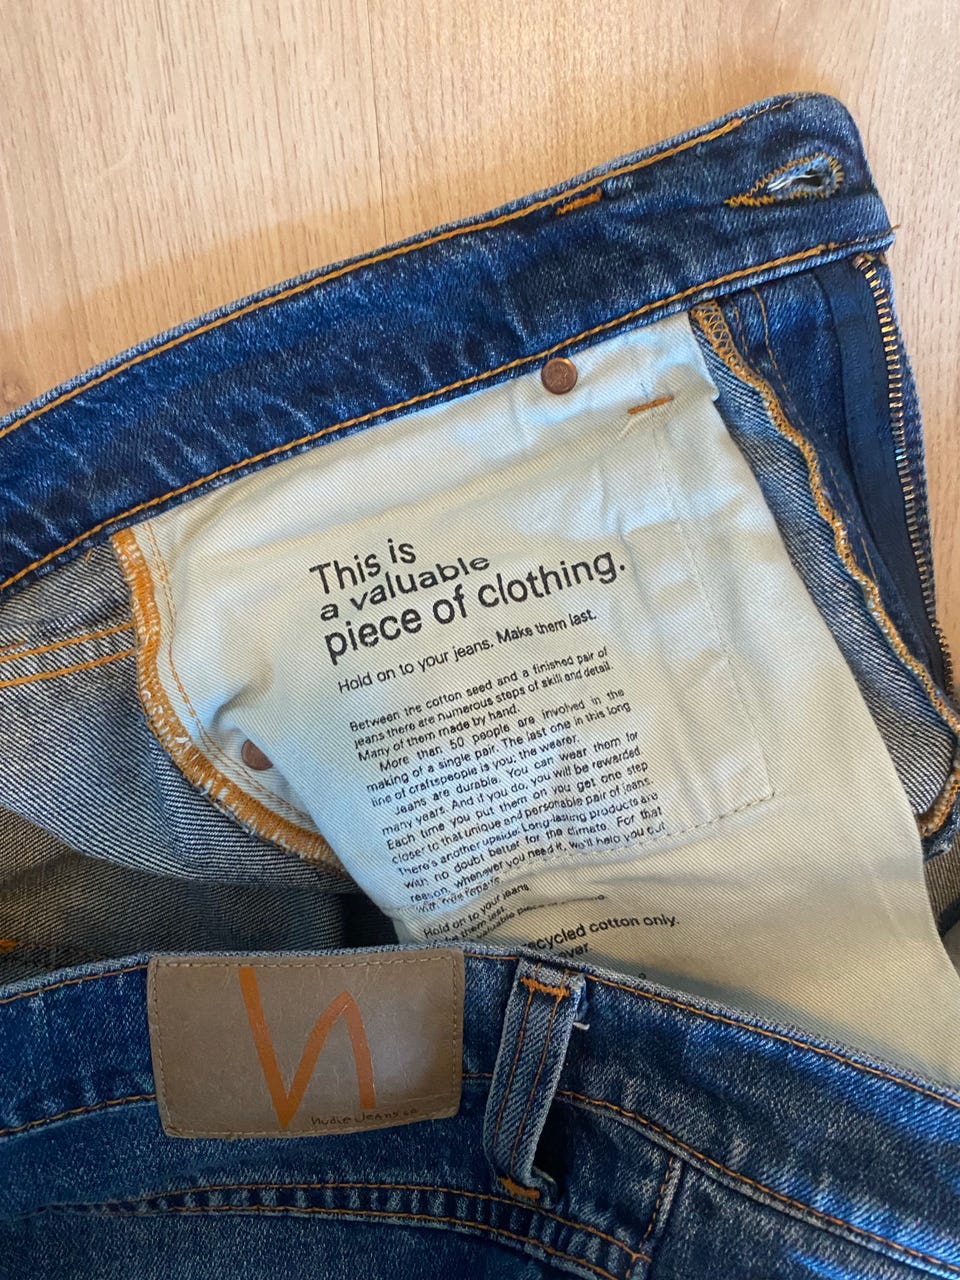 This is
a valuable
piece of clothing.
Hold on to your jeans. Make them last.
Between the cotton seed and a finished pair of
jeans there are numerous steps of skill and detail.
Many of them made by hand.
More than 50 people are involved in the
making of a single pair. The last one in this long
line of craftspeople is you: the wearer.
Jeans are durable. You can wear them for
many years. And if you do, you will be rewarded.
Each time you put them on you get one step
closer to that unique and personable pair of jeans.
There's another upside: Long-lasting products are
with no doubt better for the climate. For that
reason, whenever you need it, we'll help you out
with free repairs.
Hold on to your jeans
them last.
valuable piece
recycled cotton only.
N
Nudie Jeans co